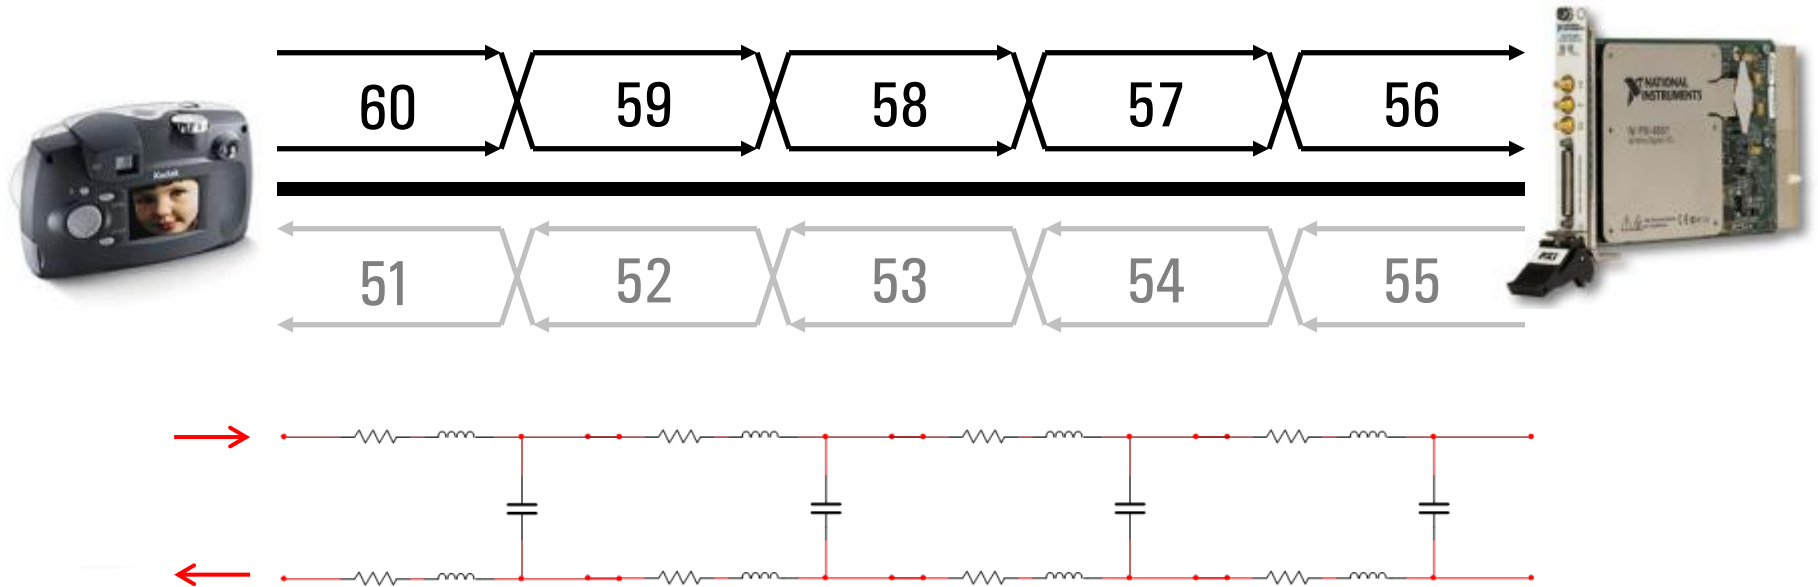 60 59 58 57 56
Kodak
NATIONAL
INSTRUMENTS
51 52 53 54 55